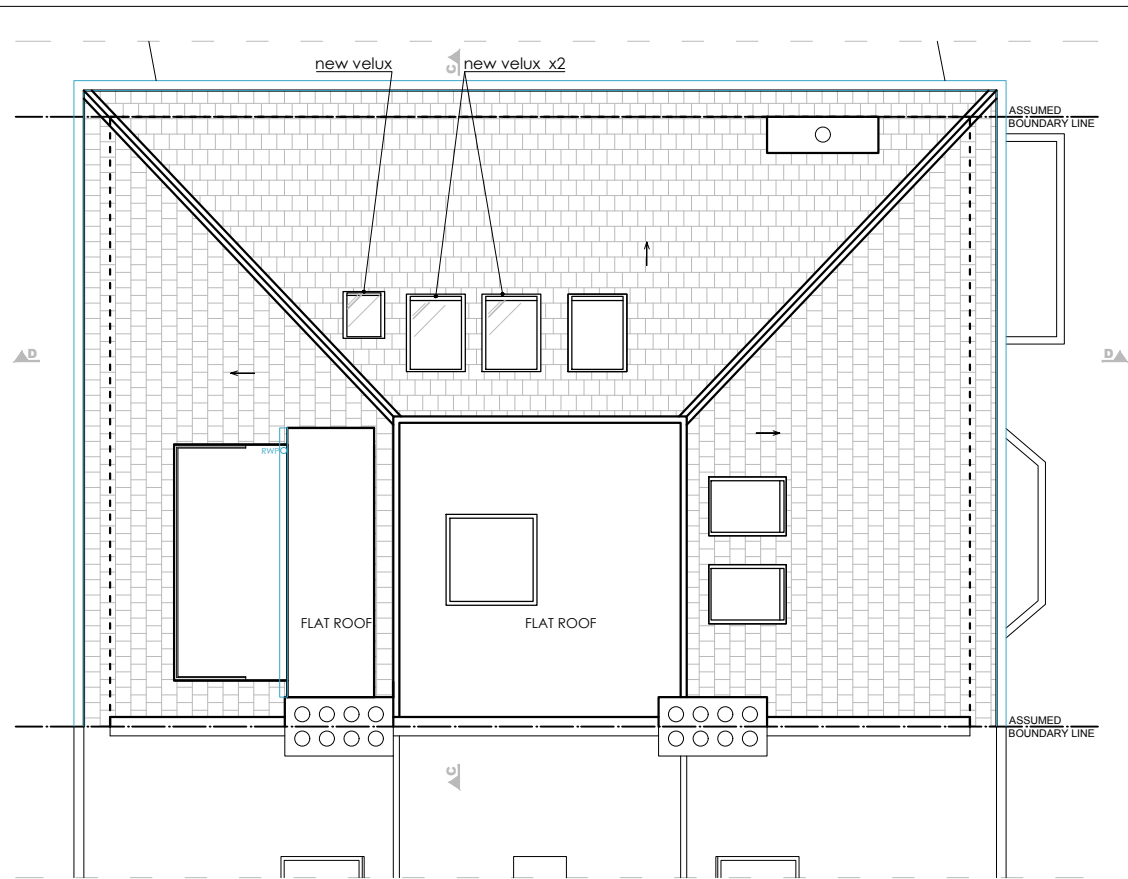 new velux
C
new velux x2
ASSUMED
BOUNDARY LINE
D
D
RWP
FLAT ROOF
FLAT ROOF
ASSUMED
BOUNDARY LINE
C